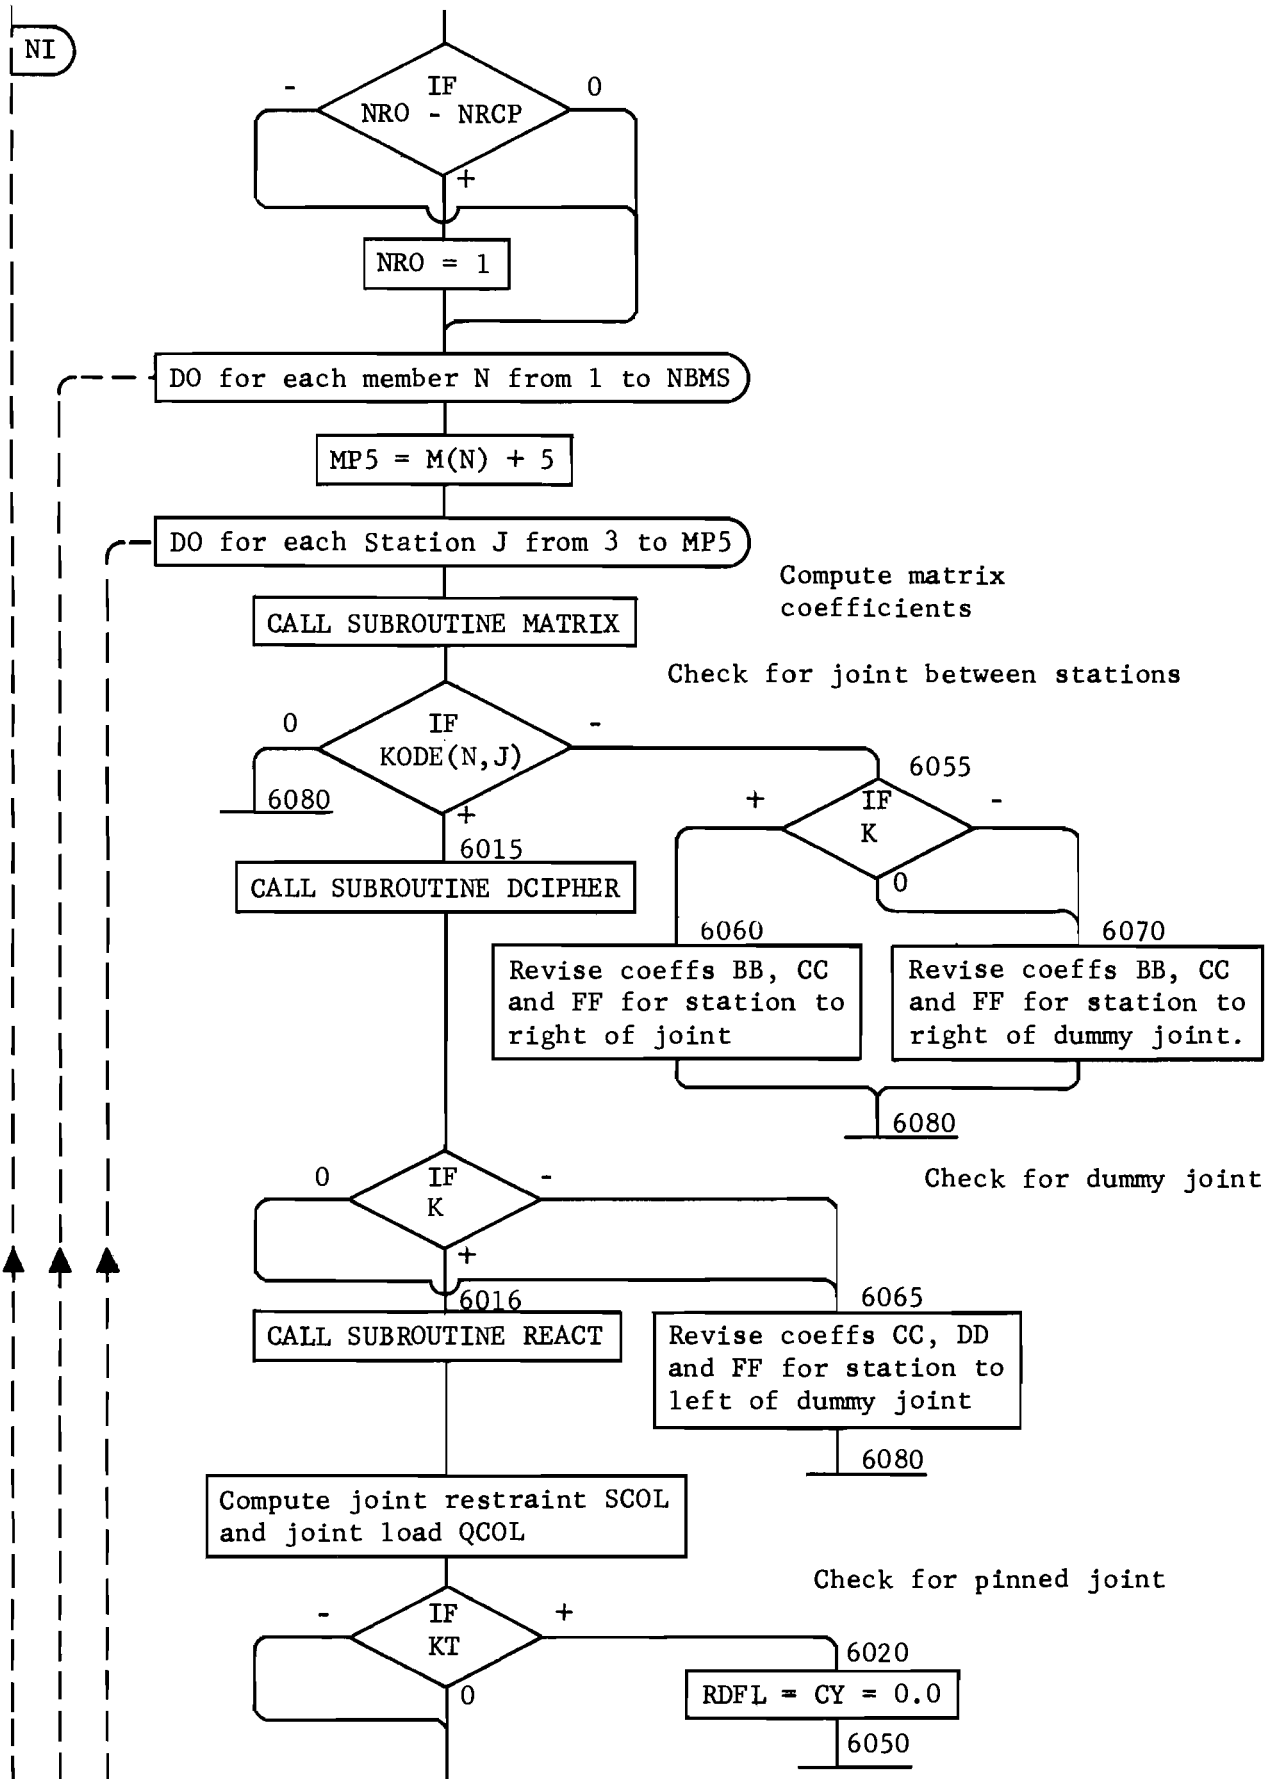 NI
IF
NRO - NRCP
-
0
+
NRO = 1
DO for each member N from 1 to NBMS
MP5 = M(N) + 5
DO for each Station J from 3 to MP5
Compute matrix
coefficients
CALL SUBROUTINE MATRIX
Check for joint between stations
0
IF
KODE(N,J)
-
6080
+
6055
+
IF
K
-
0
6015
CALL SUBROUTINE DCIPHER
6060
Revise coeffs BB, CC
and FF for station to
right of joint
6070
Revise coeffs BB, CC
and FF for station to
right of dummy joint.
6080
Check for dummy joint
0
IF
K
-
+
6016
CALL SUBROUTINE REACT
6065
Revise coeffs CC, DD
and FF for station to
left of dummy joint
6080
Compute joint restraint SCOL
and joint load QCOL
Check for pinned joint
-
IF
KT
+
0
6020
RDFL = CY = 0.0
6050